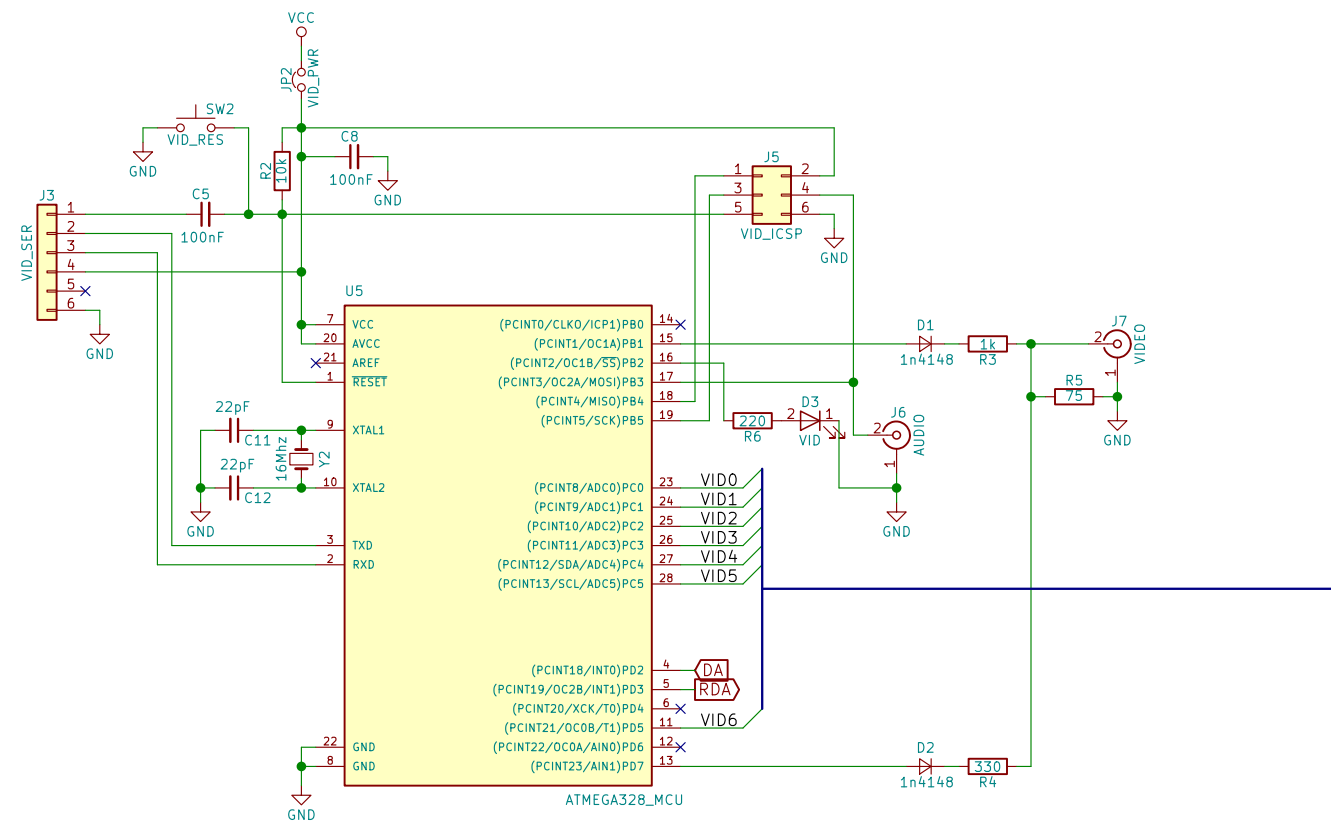 VCC
JP2
VID_PWR
SW2
VID_RES
GND
R2
10k
C8
100nF
GND
J3
VID_SER
1
2
3
4
5
6
GND
C5
100nF
J5
1 2
3 4
5 6
VID_ICSP
GND
U5
7 VCC
20 AVCC
21 AREF
1 RESET
9 XTAL1
10 XTAL2
3 TXD
2 RXD
22 GND
8 GND
GND
22pF
C11
22pF
C12
16Mhz
Y2
GND
(PCINT0/CLKO/ICP1)PB0 14
(PCINT1/OC1A)PB1 15
(PCINT2/OC1B/SS)PB2 16
(PCINT3/OC2A/MOSI)PB3 17
(PCINT4/MISO)PB4 18
(PCINT5/SCK)PB5 19
(PCINT8/ADC0)PC0 23 VID0
(PCINT9/ADC1)PC1 24 VID1
(PCINT10/ADC2)PC2 25 VID2
(PCINT11/ADC3)PC3 26 VID3
(PCINT12/SDA/ADC4)PC4 27 VID4
(PCINT13/SCL/ADC5)PC5 28 VID5
(PCINT18/INT0)PD2 4 DA
(PCINT19/OC2B/INT1)PD3 5 RDA
(PCINT20/XCK/T0)PD4 6
(PCINT21/OC0B/T1)PD5 11 VID6
(PCINT22/OC0A/AIN0)PD6 12
(PCINT23/AIN1)PD7 13
ATMEGA328_MCU
220
R6
D3
2 1
VID
J6
2
1
AUDIO
GND
D1
1n4148
1k
R3
J7
2
1
VIDEO
R5
75
GND
D2
1n4148
330
R4